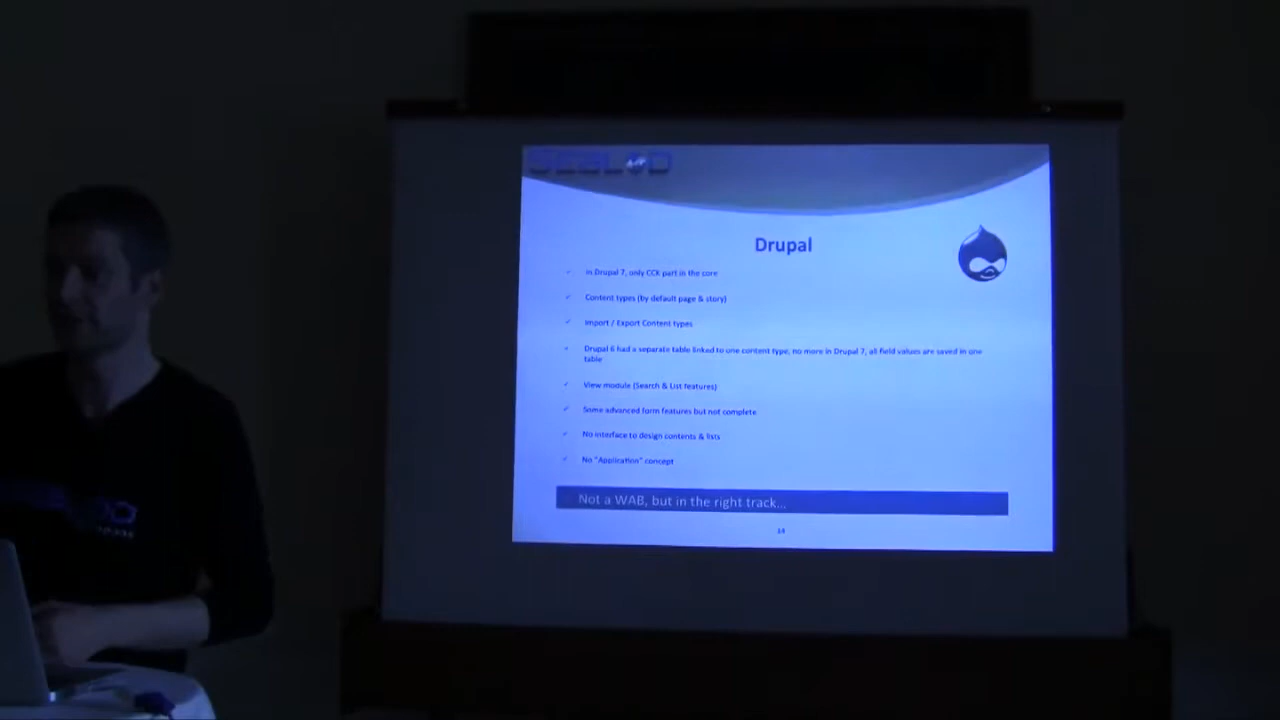 Drupal
in Drupal 7, only CCK part in the core
Content types (by default page & story)
Import / Export Content types
Drupal 6 had a separate table linked to one content type, no more in Drupal 7, all field values are saved in one
table
View module (Search & List features)
Some advanced form features but not complete
No interface to design contents & lists
No "Application" concept
Not a WAB, but in the right track...
14